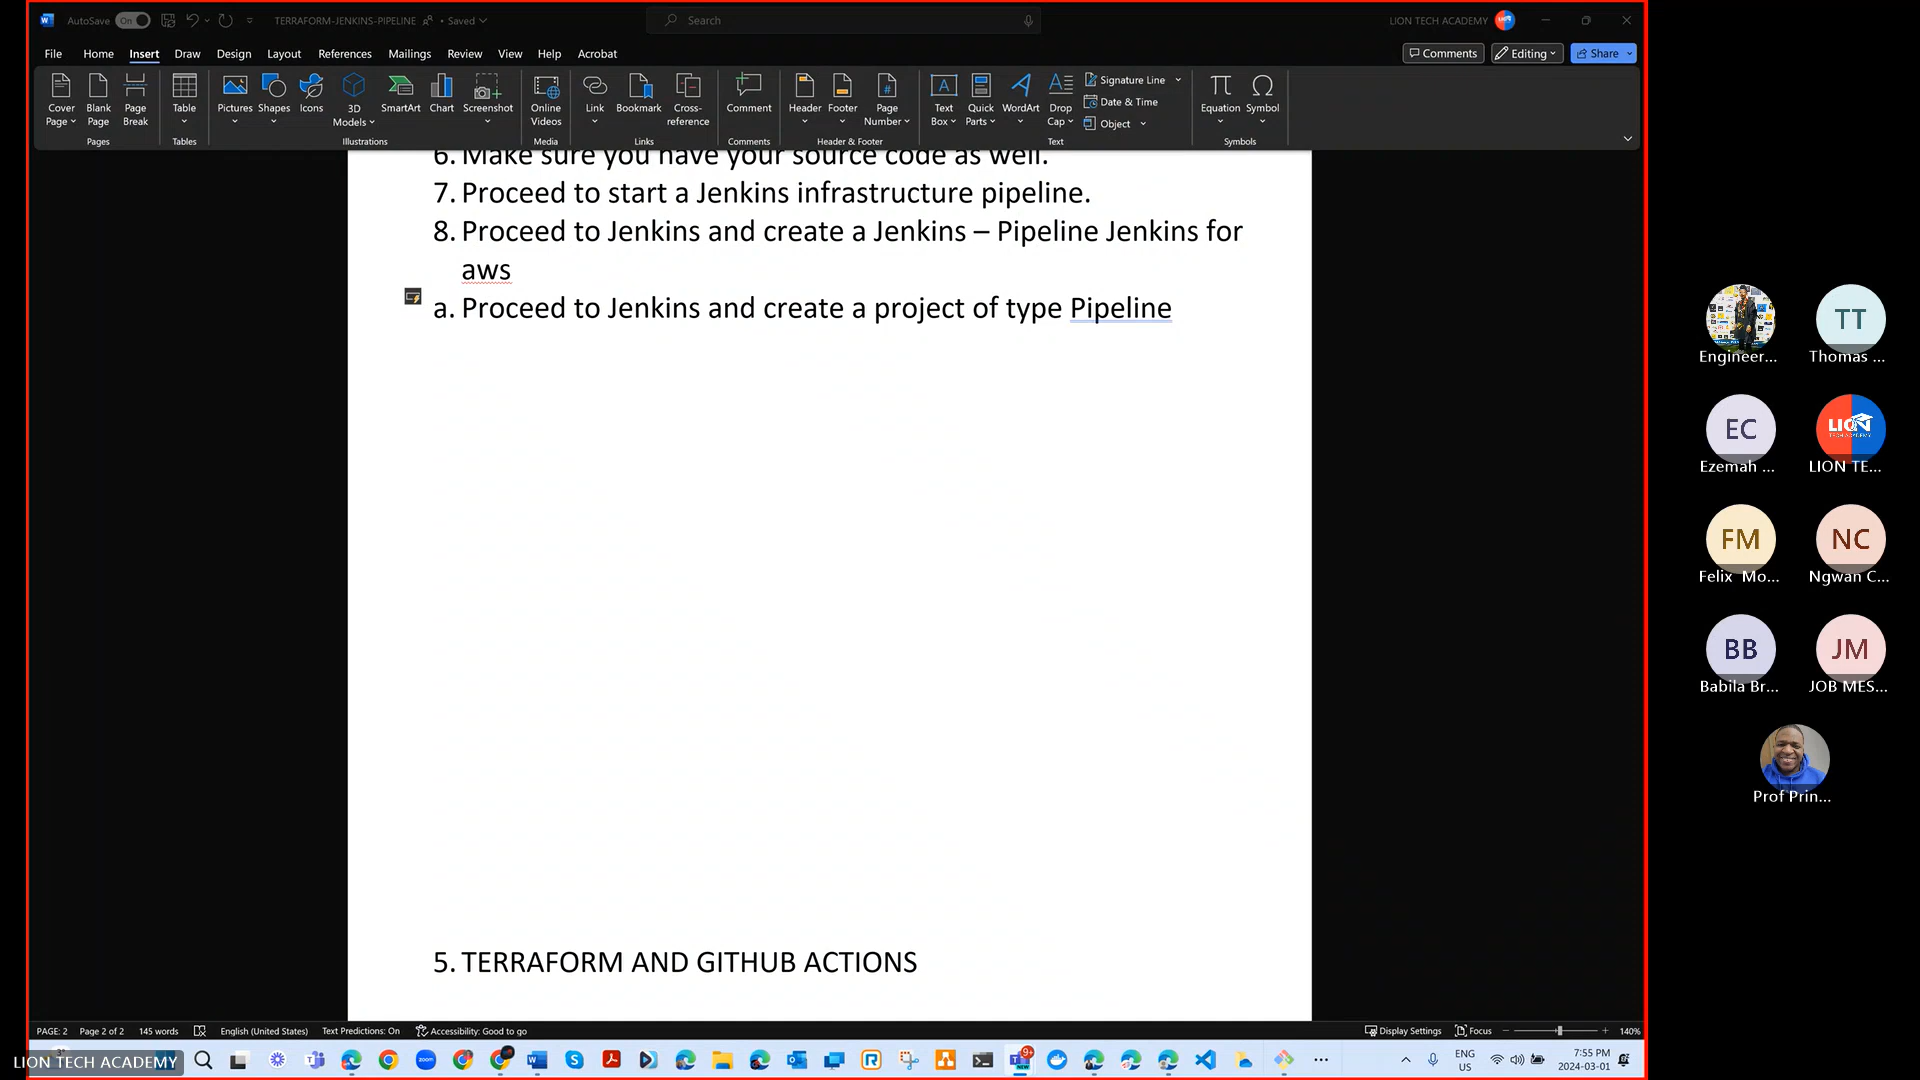 AutoSave On TERRAFORM-JENKINS-PIPELINE • Saved Search LION TECH ACADEMY
File Home Insert Draw Design Layout References Mailings Review View Help Acrobat Comments Editing Share
Cover Page Blank Page Page Break Table Pictures Shapes Icons 3D Models SmartArt Chart Screenshot Online Videos Link Bookmark Cross-reference Comment Header Footer Page Number Text Box Quick Parts WordArt Drop Cap Signature Line Date & Time Object Equation Symbol
Pages Tables Illustrations Media Links Comments Header & Footer Text Symbols
6. Make sure you have your source code as well.
7. Proceed to start a Jenkins infrastructure pipeline.
8. Proceed to Jenkins and create a Jenkins – Pipeline Jenkins for
aws
a. Proceed to Jenkins and create a project of type Pipeline
5. TERRAFORM AND GITHUB ACTIONS
PAGE: 2 Page 2 of 2 145 words English (United States) Text Predictions: On Accessibility: Good to go Display Settings Focus 140%
LION TECH ACADEMY
zoom
9+
NEW
ENG
US
7:55 PM
2024-03-01
TT
Engineer... Thomas ...
EC LION TECH ACADEMY
Ezemah ... LION TE...
FM NC
Felix Mo... Ngwan C...
BB JM
Babila Br... JOB MES...
Prof Prin...